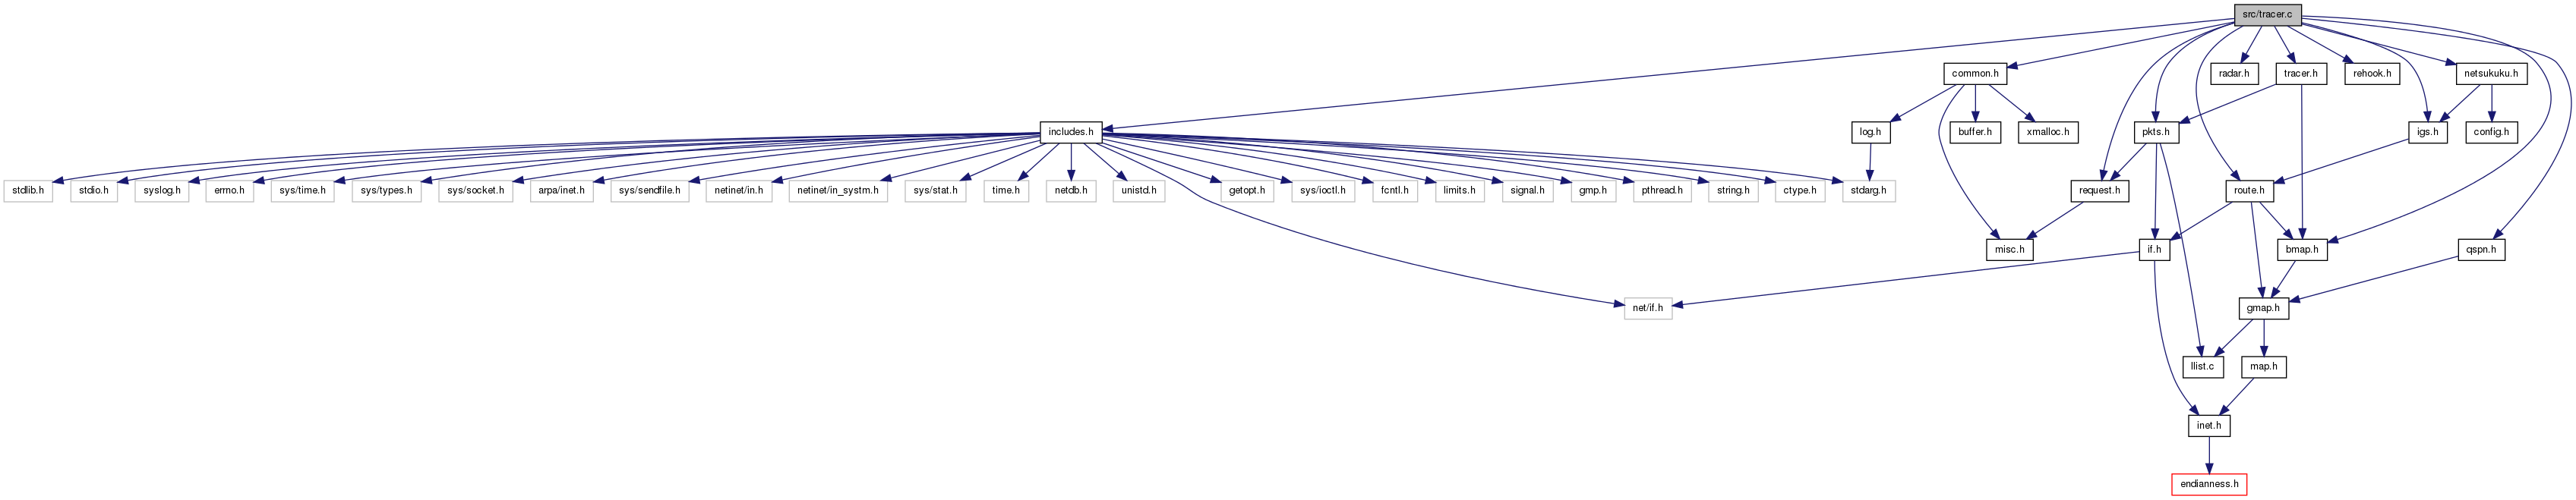 src/tracer.c
common.h
radar.h
tracer.h
rehook.h
netsukuku.h
includes.h
log.h
buffer.h
xmalloc.h
pkts.h
igs.h
config.h
stdlib.h
stdio.h
syslog.h
errno.h
sys/time.h
sys/types.h
sys/socket.h
arpa/inet.h
sys/sendfile.h
netinet/in.h
netinet/in_systm.h
sys/stat.h
time.h
netdb.h
unistd.h
getopt.h
sys/ioctl.h
fcntl.h
limits.h
signal.h
gmp.h
pthread.h
string.h
ctype.h
stdarg.h
request.h
route.h
misc.h
if.h
bmap.h
qspn.h
net/if.h
gmap.h
llist.c
map.h
inet.h
endianness.h